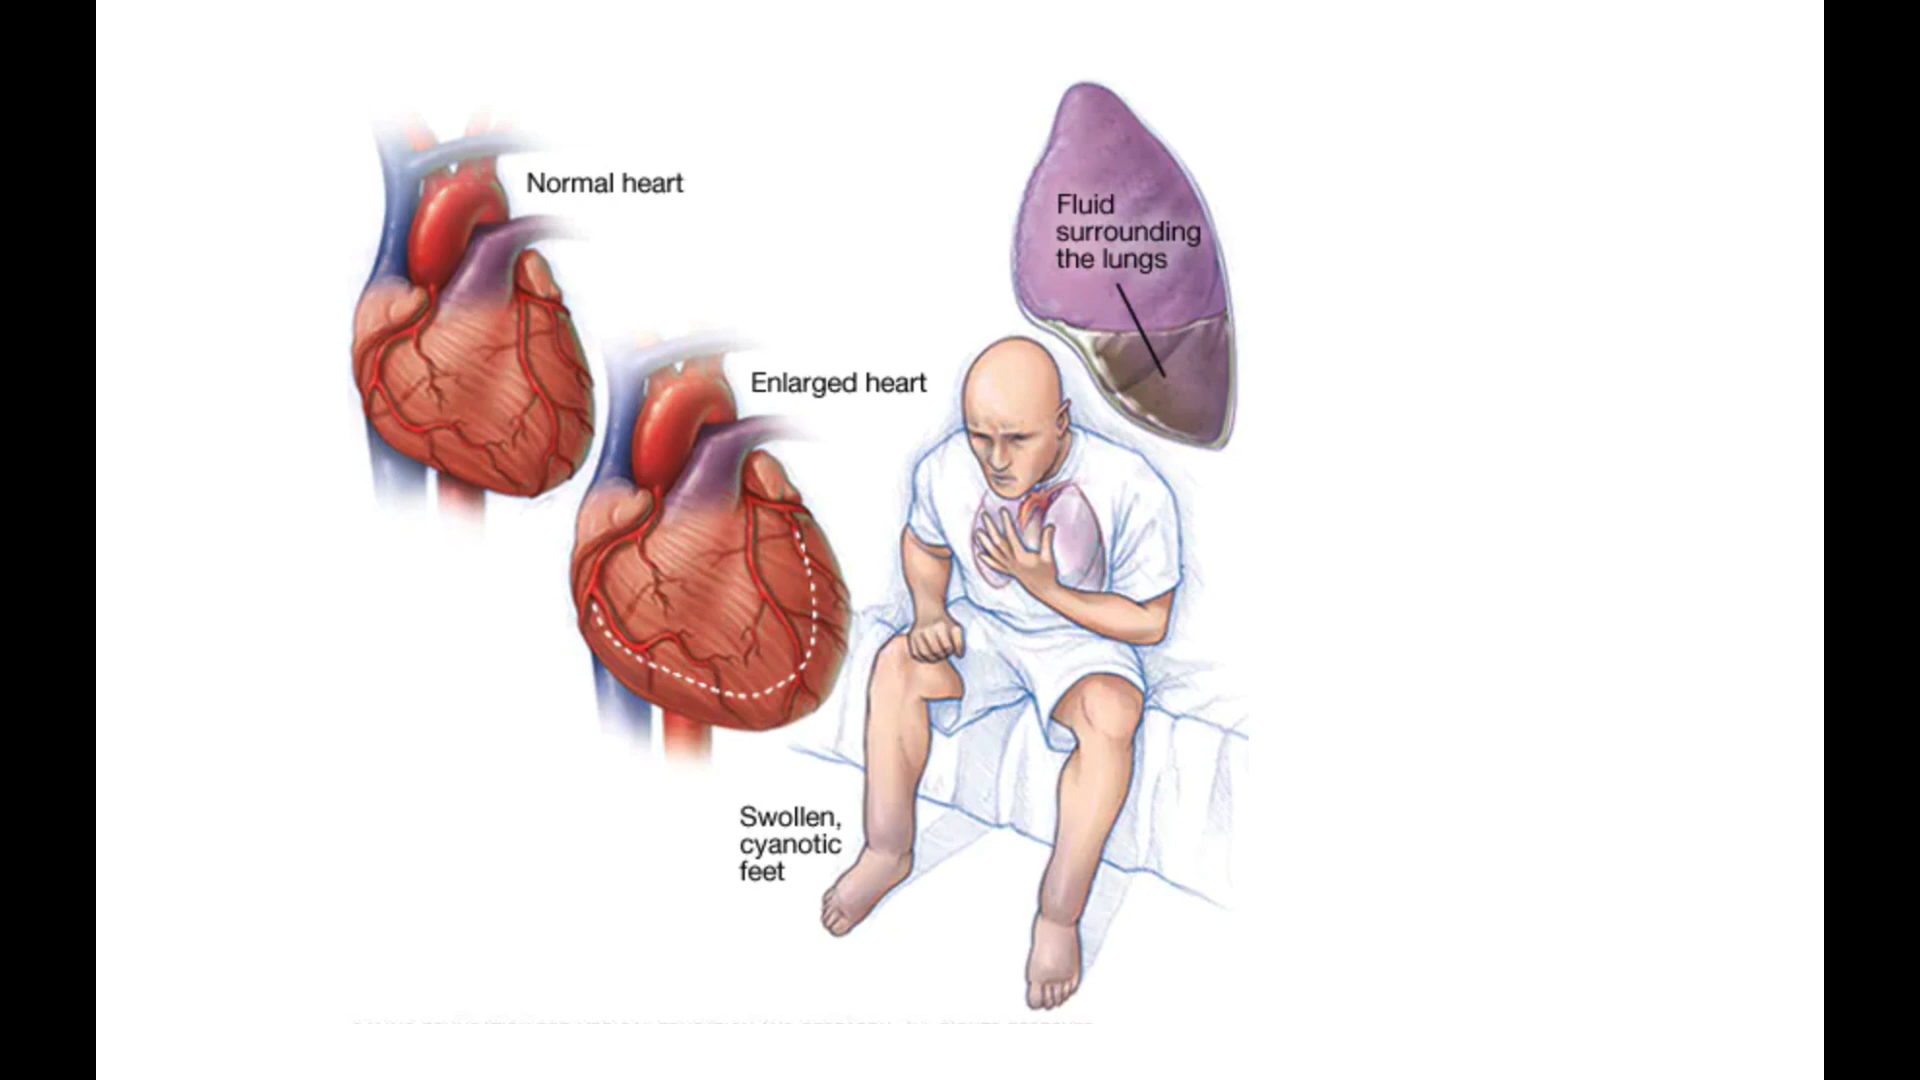 Normal heart
Fluid
surrounding
the lungs
Enlarged heart
Swollen,
cyanotic
feet